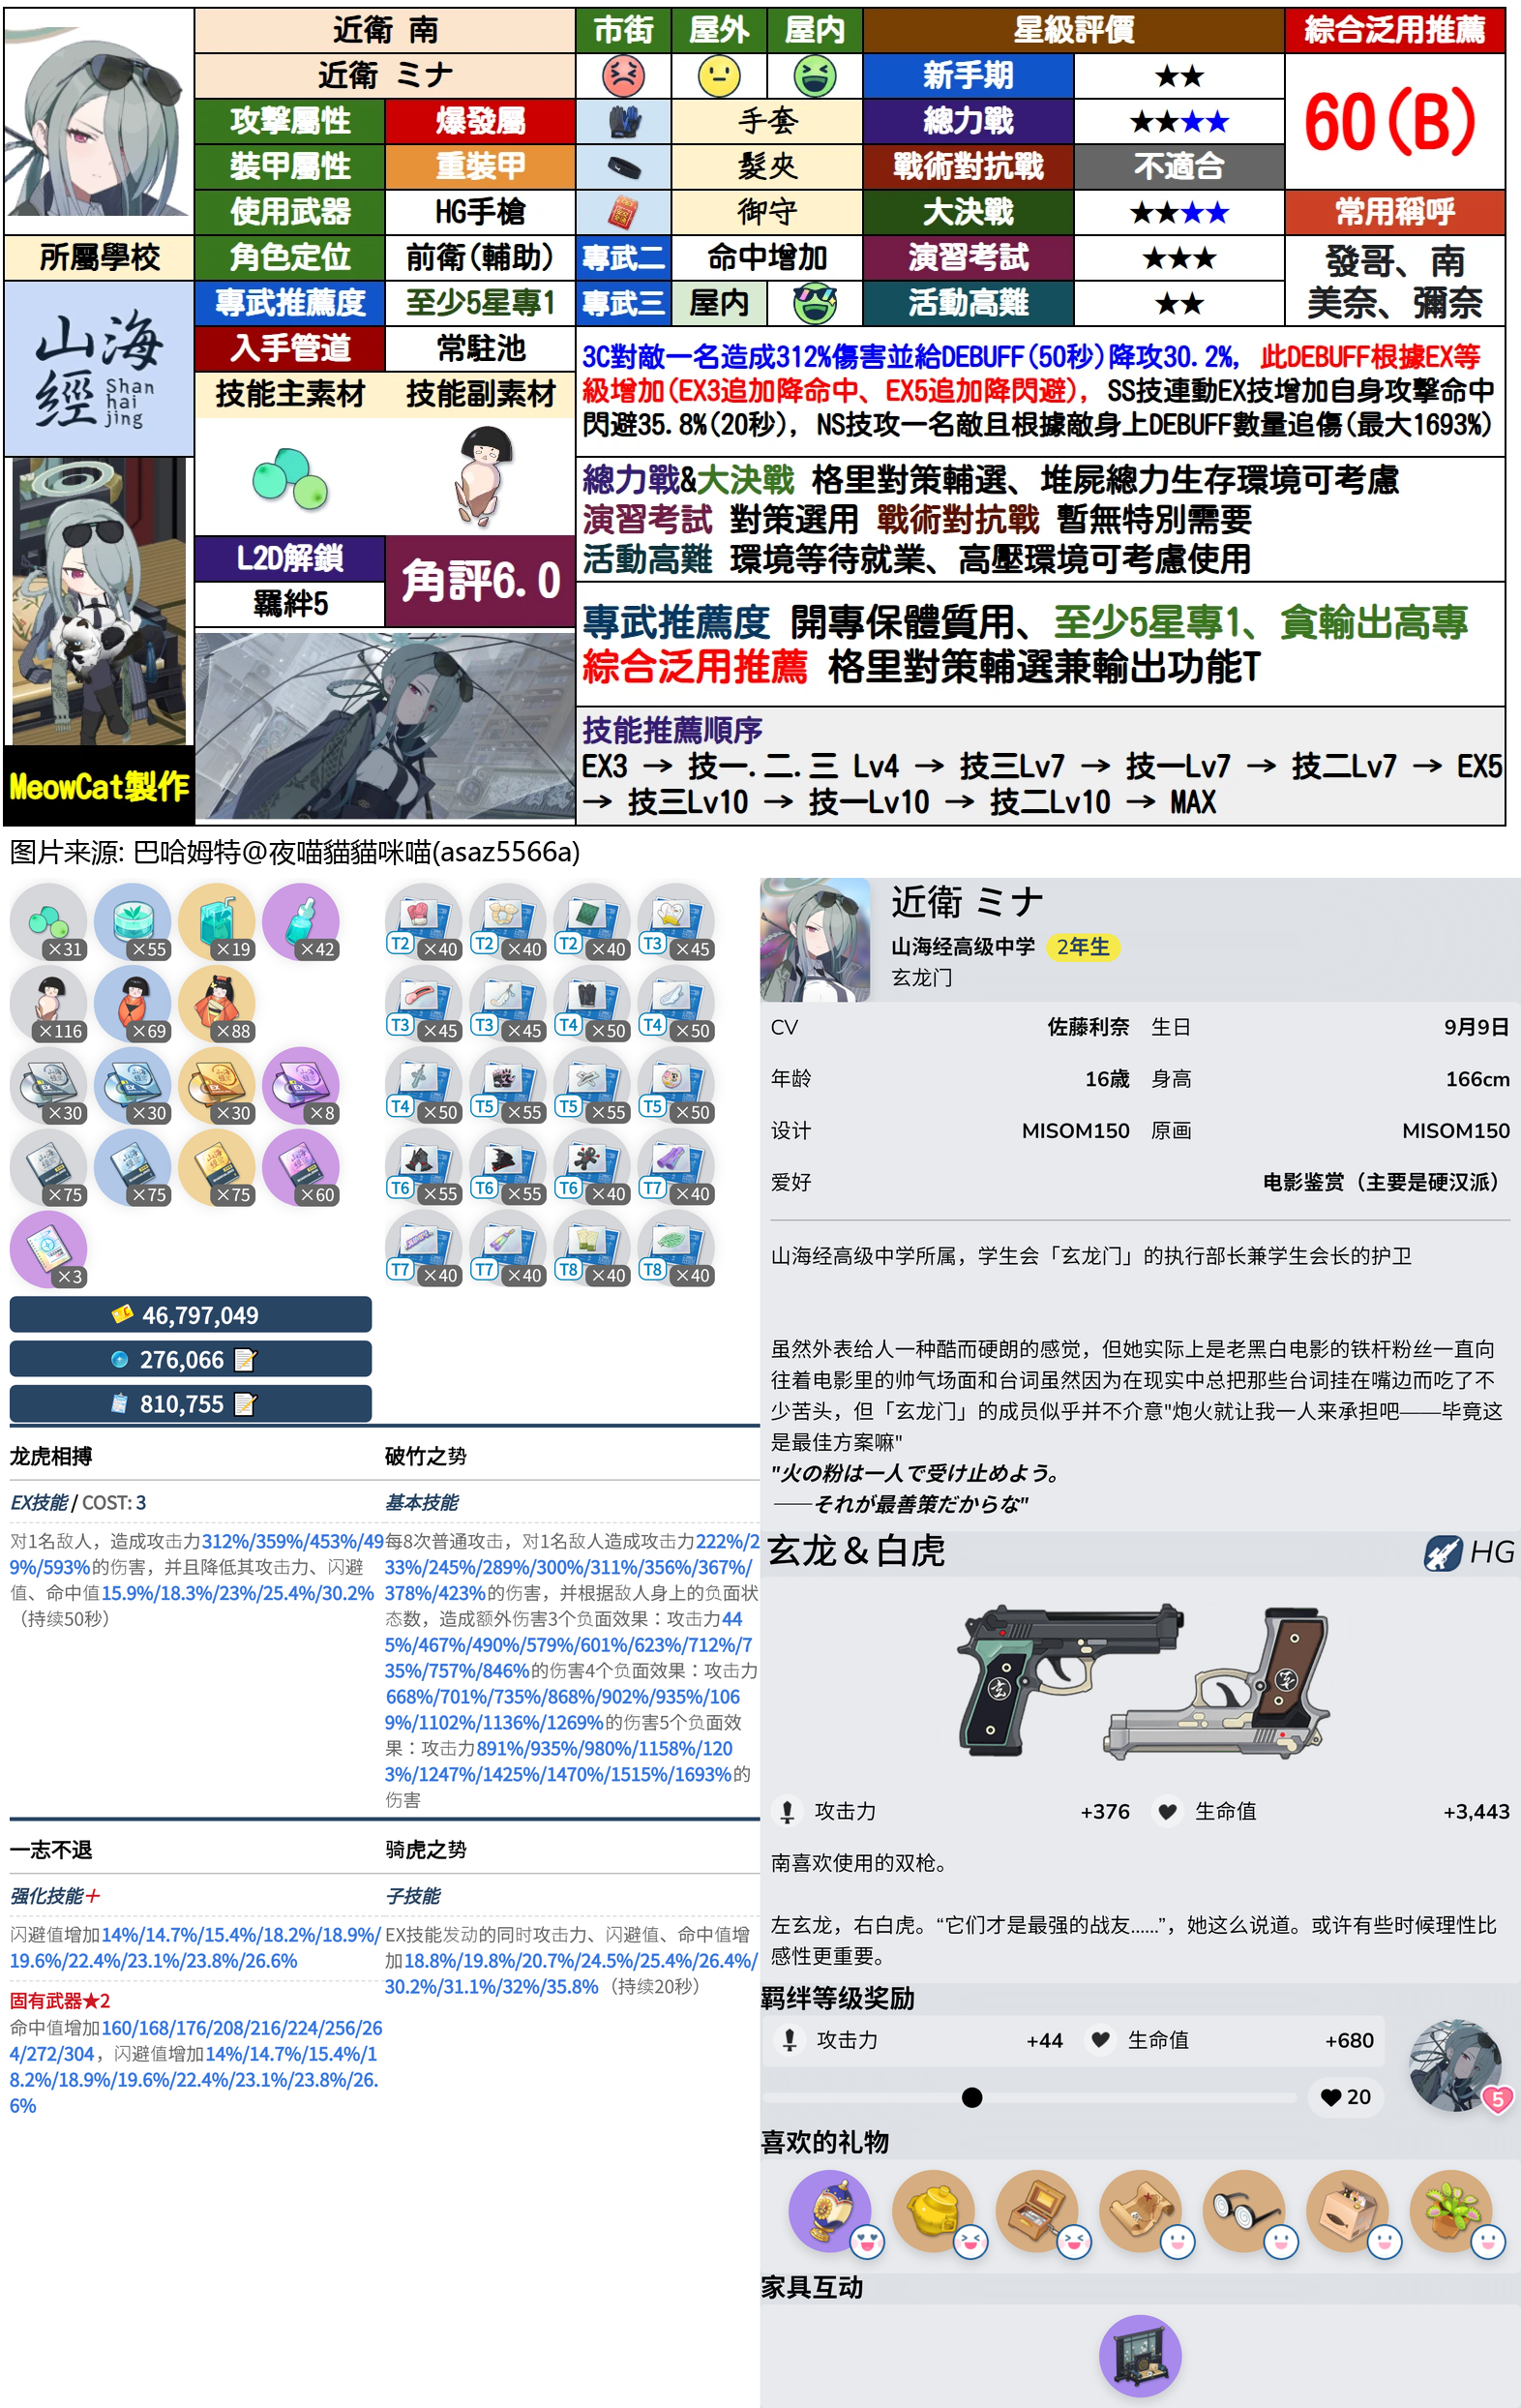 近衛 南
近衛 ミナ
市街 屋外 屋内
星級評價
綜合泛用推薦
新手期 ★★
60(B)
攻擊屬性 爆發屬
手套
總力戰 ★★★★
裝甲屬性 重裝甲
髮夾
戰術對抗戰 不適合
使用武器 HG手槍
御守
大決戰 ★★★★
常用稱呼
所屬學校
角色定位 前衛(輔助)
專武二 命中增加
演習考試 ★★★
發哥、南
美奈、彌奈
專武推薦度 至少5星專1
專武三 屋内
活動高難 ★★
山海
經 Shan
hai
jing
入手管道 常駐池
技能主素材 技能副素材
3C對敵一名造成312%傷害並給DEBUFF(50秒)降攻30.2%, 此DEBUFF根據EX等
級增加(EX3追加降命中、EX5追加降閃避), SS技連動EX技增加自身攻擊命中
閃避35.8%(20秒), NS技攻一名敵且根據敵身上DEBUFF數量追傷(最大1693%)
總力戰&大決戰 格里對策輔選、堆屍總力生存環境可考慮
演習考試 對策選用 戰術對抗戰 暫無特別需要
活動高難 環境等待就業、高壓環境可考慮使用
L2D解鎖
羈絆5
角評6.0
專武推薦度 開專保體質用、至少5星專1、貪輸出高專
綜合泛用推薦 格里對策輔選兼輸出功能T
技能推薦順序
EX3 → 技一.二.三 Lv4 → 技三Lv7 → 技一Lv7 → 技二Lv7 → EX5
→ 技三Lv10 → 技一Lv10 → 技二Lv10 → MAX
MeowCat製作
图片来源: 巴哈姆特@夜喵貓貓咪喵(asaz5566a)
×31 ×55 ×19 ×42
×116 ×69 ×88
×30 ×30 ×30 ×8
×75 ×75 ×75 ×60
×3
46,797,049
276,066
810,755
T2 ×40 T2 ×40 T2 ×40 T3 ×45
T3 ×45 T3 ×45 T4 ×50 T4 ×50
T4 ×50 T5 ×55 T5 ×55 T5 ×50
T6 ×55 T6 ×55 T6 ×40 T7 ×40
T7 ×40 T7 ×40 T8 ×40 T8 ×40
龙虎相搏
EX技能 / COST: 3
对1名敌人，造成攻击力312%/359%/453%/49
9%/593%的伤害，并且降低其攻击力、闪避
值、命中值15.9%/18.3%/23%/25.4%/30.2%
（持续50秒）
破竹之势
基本技能
每8次普通攻击，对1名敌人造成攻击力222%/2
33%/245%/289%/300%/311%/356%/367%/
378%/423%的伤害，并根据敌人身上的负面状
态数，造成额外伤害3个负面效果：攻击力44
5%/467%/490%/579%/601%/623%/712%/7
35%/757%/846%的伤害4个负面效果：攻击力
668%/701%/735%/868%/902%/935%/106
9%/1102%/1136%/1269%的伤害5个负面效
果：攻击力891%/935%/980%/1158%/120
3%/1247%/1425%/1470%/1515%/1693%的
伤害
一志不退
强化技能＋
闪避值增加14%/14.7%/15.4%/18.2%/18.9%/
19.6%/22.4%/23.1%/23.8%/26.6%
固有武器★2
命中值增加160/168/176/208/216/224/256/26
4/272/304，闪避值增加14%/14.7%/15.4%/1
8.2%/18.9%/19.6%/22.4%/23.1%/23.8%/26.
6%
骑虎之势
子技能
EX技能发动的同时攻击力、闪避值、命中值增
加18.8%/19.8%/20.7%/24.5%/25.4%/26.4%/
30.2%/31.1%/32%/35.8%（持续20秒）
近衛 ミナ
山海经高级中学 2年生
玄龙门
CV 佐藤利奈 生日 9月9日
年龄 16歳 身高 166cm
设计 MISOM150 原画 MISOM150
爱好 电影鉴赏（主要是硬汉派）
山海经高级中学所属，学生会「玄龙门」的执行部长兼学生会长的护卫
虽然外表给人一种酷而硬朗的感觉，但她实际上是老黑白电影的铁杆粉丝一直向
往着电影里的帅气场面和台词虽然因为在现实中总把那些台词挂在嘴边而吃了不
少苦头，但「玄龙门」的成员似乎并不介意"炮火就让我一人来承担吧——毕竟这
是最佳方案嘛"
"火の粉は一人で受け止めよう。
——それが最善策だからな"
玄龙＆白虎
HG
玄
玄
攻击力 +376 生命值 +3,443
南喜欢使用的双枪。
左玄龙，右白虎。“它们才是最强的战友......”，她这么说道。或许有些时候理性比
感性更重要。
羁绊等级奖励
攻击力 +44 生命值 +680
20
5
喜欢的礼物
家具互动